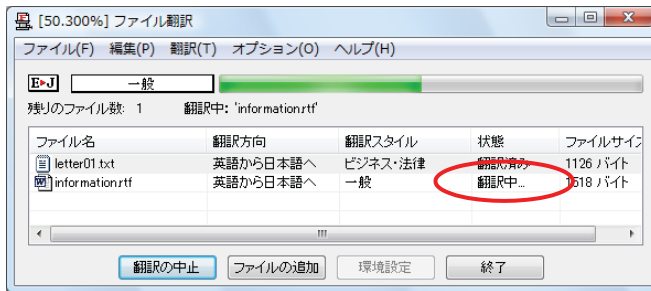 [50.300%] ファイル翻訳
ファイル(F) 編集(P) 翻訳(T) オプション(O) ヘルプ(H)
E▶J 一般
残りのファイル数: 1 翻訳中: 'information.rtf'
ファイル名 翻訳方向 翻訳スタイル 状態 ファイルサイズ
letter01.txt 英語から日本語へ ビジネス・法律 翻訳済み 1126 バイト
information.rtf 英語から日本語へ 一般 翻訳中... 1518 バイト
翻訳の中止 ファイルの追加 環境設定 終了